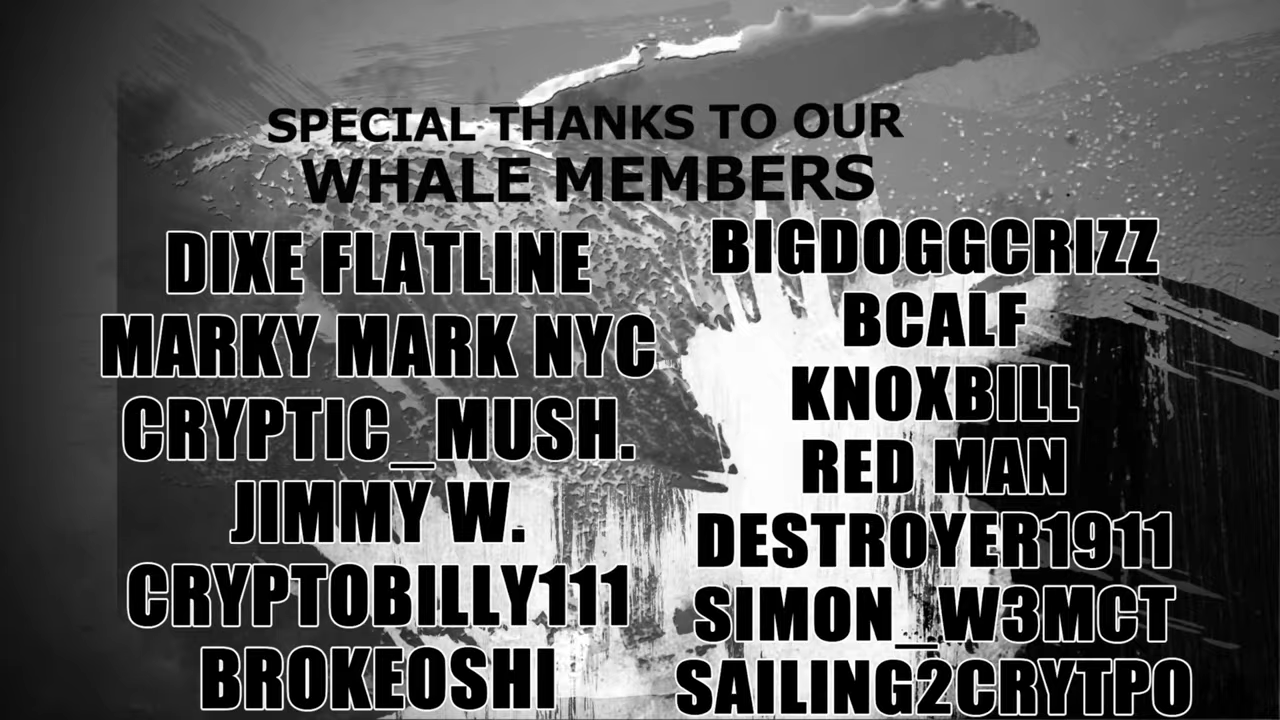 SPECIAL THANKS TO OUR
WHALE MEMBERS
DIXE FLATLINE
MARKY MARK NYC
CRYPTIC_MUSH.
JIMMY W.
CRYPTOBILLY111
BROKEOSHI
BIGDOGGCRIZZ
BCALF
KNOXBILL
RED MAN
DESTROYER1911
SIMON_W3MCT
SAILING2CRYTPO